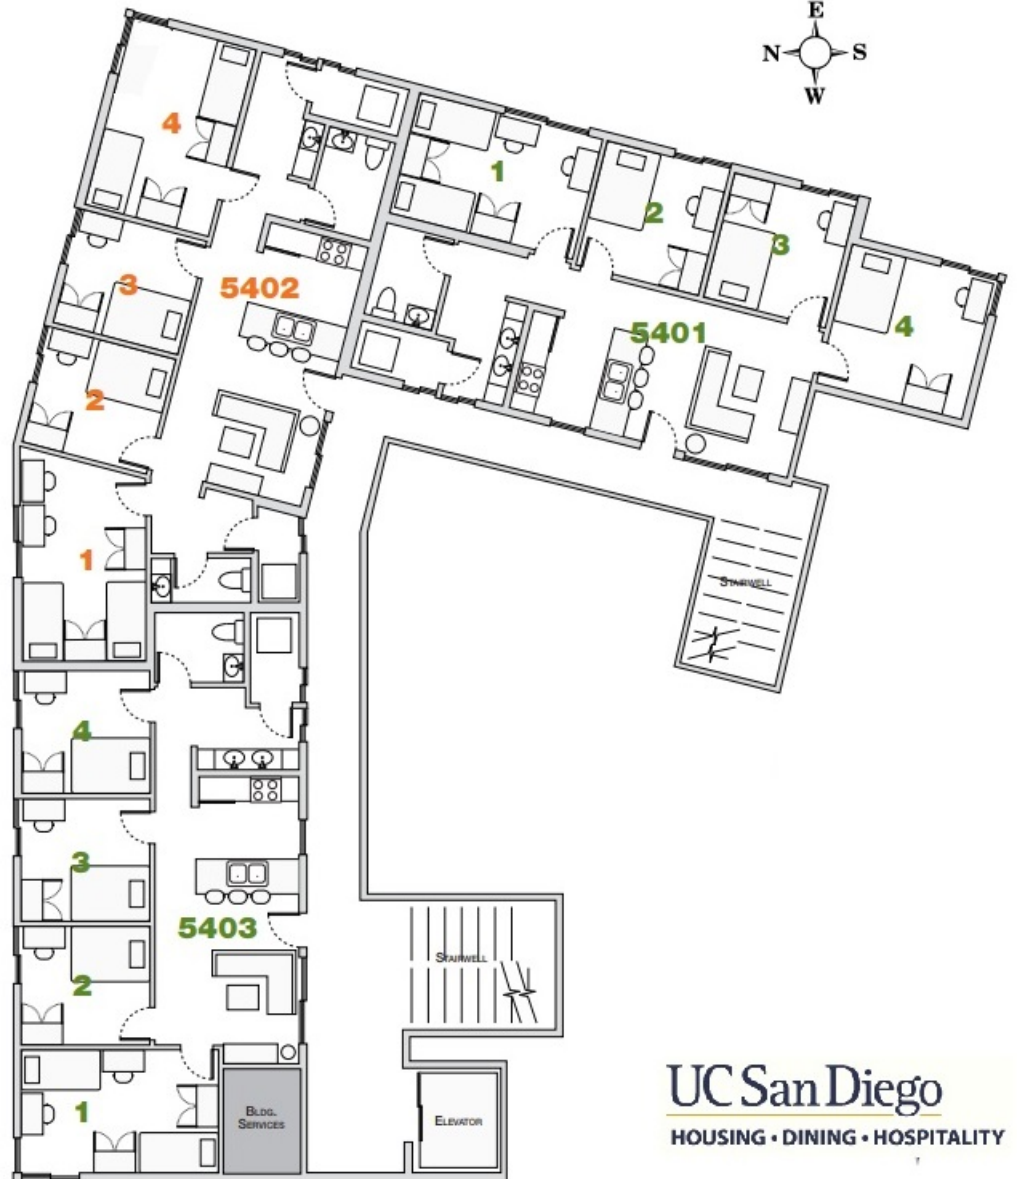 E
N S
W
4
1
2
3
3
5402
4
5401
2
1
STAIRWELL
4
3
5403
STAIRWELL
2
1
BLDG.
SERVICES
ELEVATOR
UC San Diego
HOUSING • DINING • HOSPITALITY